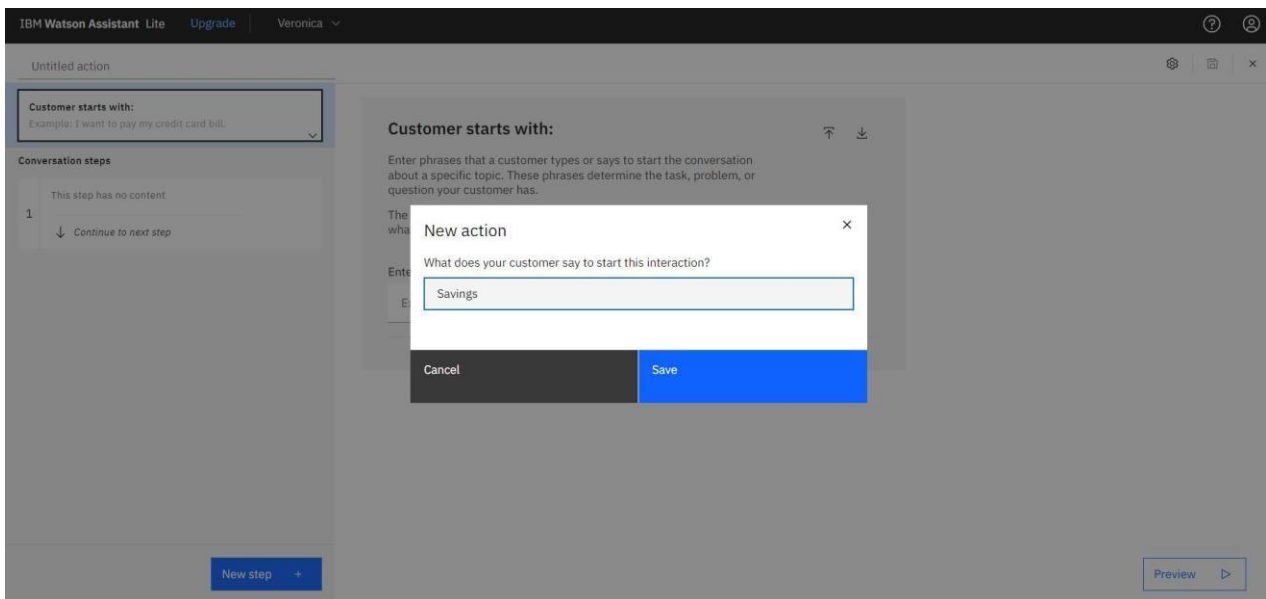 IBM Watson Assistant Lite Upgrade Veronica
Untitled action
Customer starts with:
Example: I want to pay my credit card bill.
Conversation steps
This step has no content
1
Continue to next step
New step +
Customer starts with:
Enter phrases that a customer types or says to start the conversation
about a specific topic. These phrases determine the task, problem, or
question your customer has.
The
New action
What does your customer say to start this interaction?
Savings
Cancel
Save
Preview